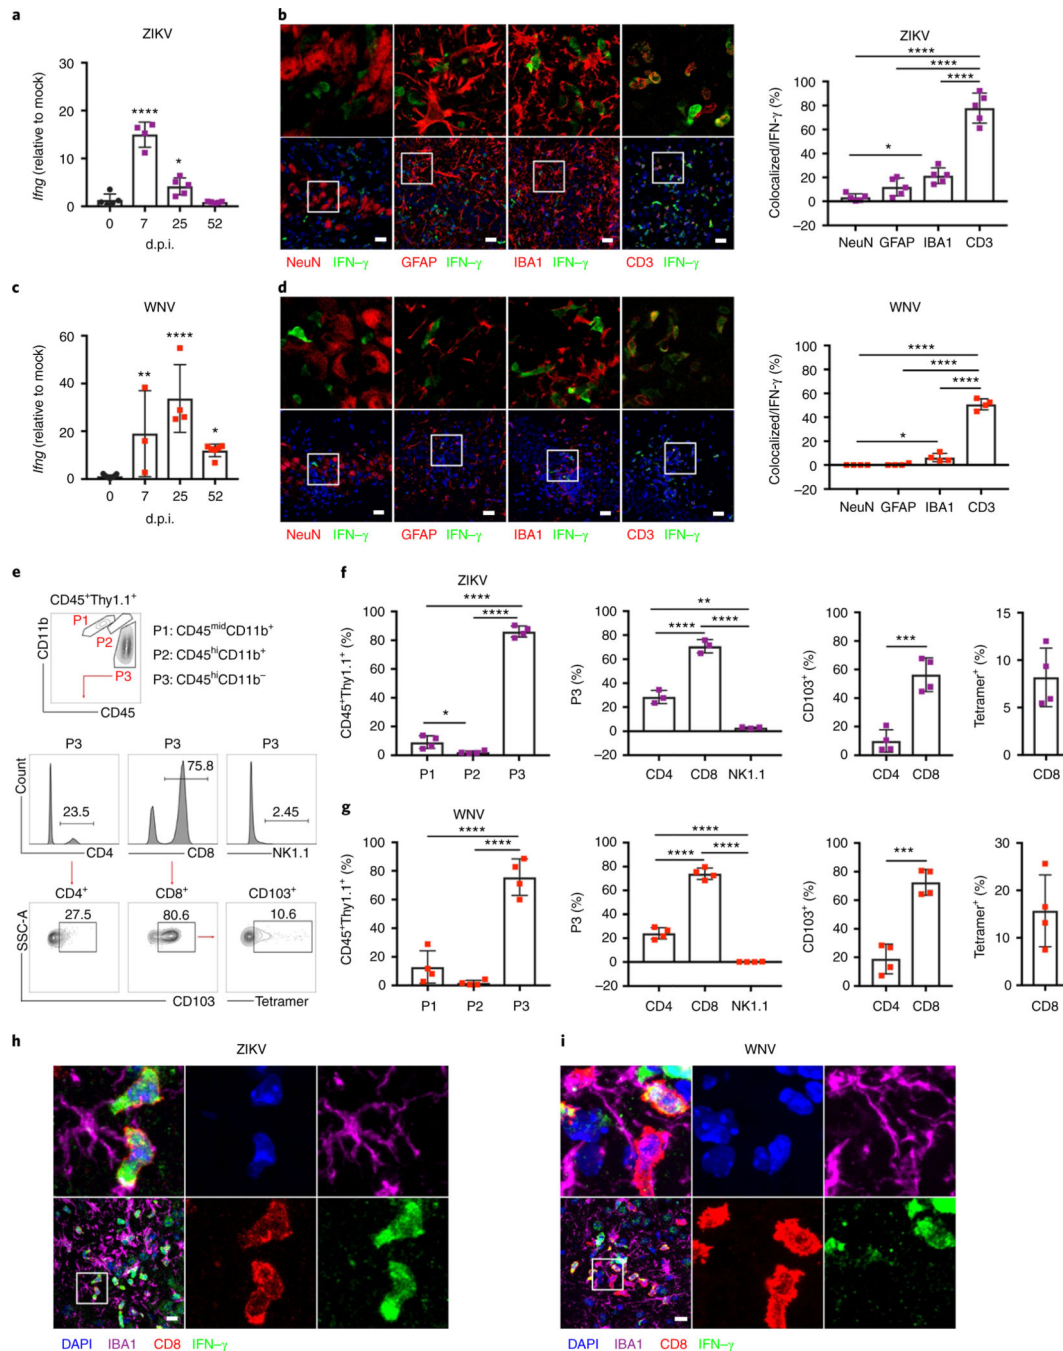 a
ZIKV
Ifng (relative to mock)
30
20
10
0
****
*
0 7 25 52
d.p.i.
b
NeuN IFN-γ
GFAP IFN-γ
IBA1 IFN-γ
CD3 IFN-γ
ZIKV
Colocalized/IFN-γ (%)
100
80
60
40
20
0
−20
****
****
****
*
NeuN GFAP IBA1 CD3
c
WNV
Ifng (relative to mock)
60
40
20
0
**
****
*
0 7 25 52
d.p.i.
d
NeuN IFN-γ
GFAP IFN-γ
IBA1 IFN-γ
CD3 IFN-γ
WNV
Colocalized/IFN-γ (%)
100
80
60
40
20
0
−20
****
****
****
*
NeuN GFAP IBA1 CD3
e
CD45⁺Thy1.1⁺
CD11b
P1
P2
P3
CD45
P1: CD45ᵐⁱᵈCD11b⁺
P2: CD45ʰⁱCD11b⁺
P3: CD45ʰⁱCD11b⁻
P3 P3 P3
Count
23.5 75.8 2.45
CD4 CD8 NK1.1
CD4⁺ CD8⁺ CD103⁺
27.5 80.6 10.6
SSC-A
CD103 Tetramer
f
ZIKV
CD45⁺Thy1.1⁺ (%)
100
80
60
40
20
0
****
****
*
P1 P2 P3
P3 (%)
100
80
60
40
20
0
−20
**
**** ****
CD4 CD8 NK1.1
CD103⁺ (%)
100
80
60
40
20
0
***
CD4 CD8
Tetramer⁺ (%)
15
10
5
0
CD8
g
WNV
CD45⁺Thy1.1⁺ (%)
100
80
60
40
20
0
****
****
P1 P2 P3
P3 (%)
100
80
60
40
20
0
−20
****
**** ****
CD4 CD8 NK1.1
CD103⁺ (%)
100
80
60
40
20
0
***
CD4 CD8
Tetramer⁺ (%)
30
20
10
0
CD8
h
ZIKV
DAPI IBA1 CD8 IFN-γ
i
WNV
DAPI IBA1 CD8 IFN-γ